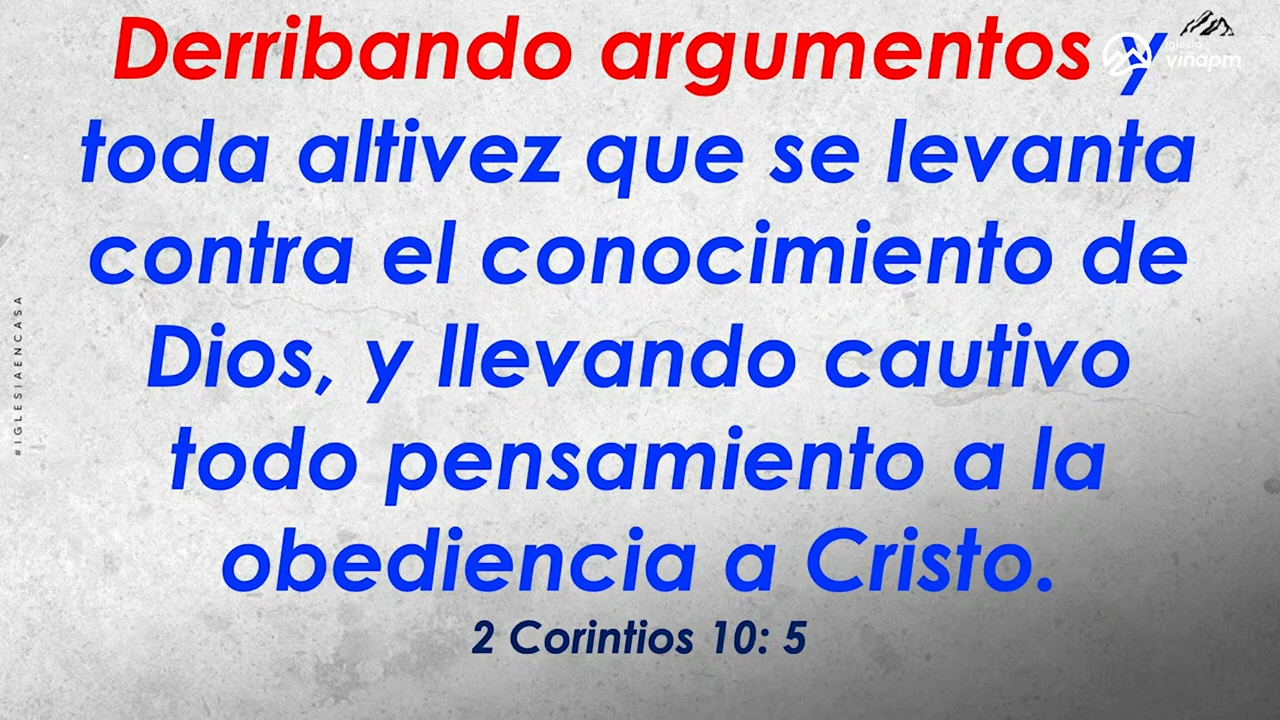 Derribando argumentos y
toda altivez que se levanta
contra el conocimiento de
Dios, y llevando cautivo
todo pensamiento a la
obediencia a Cristo.
2 Corintios 10: 5
#IGLESIAENCASA
iglesia
viñapm